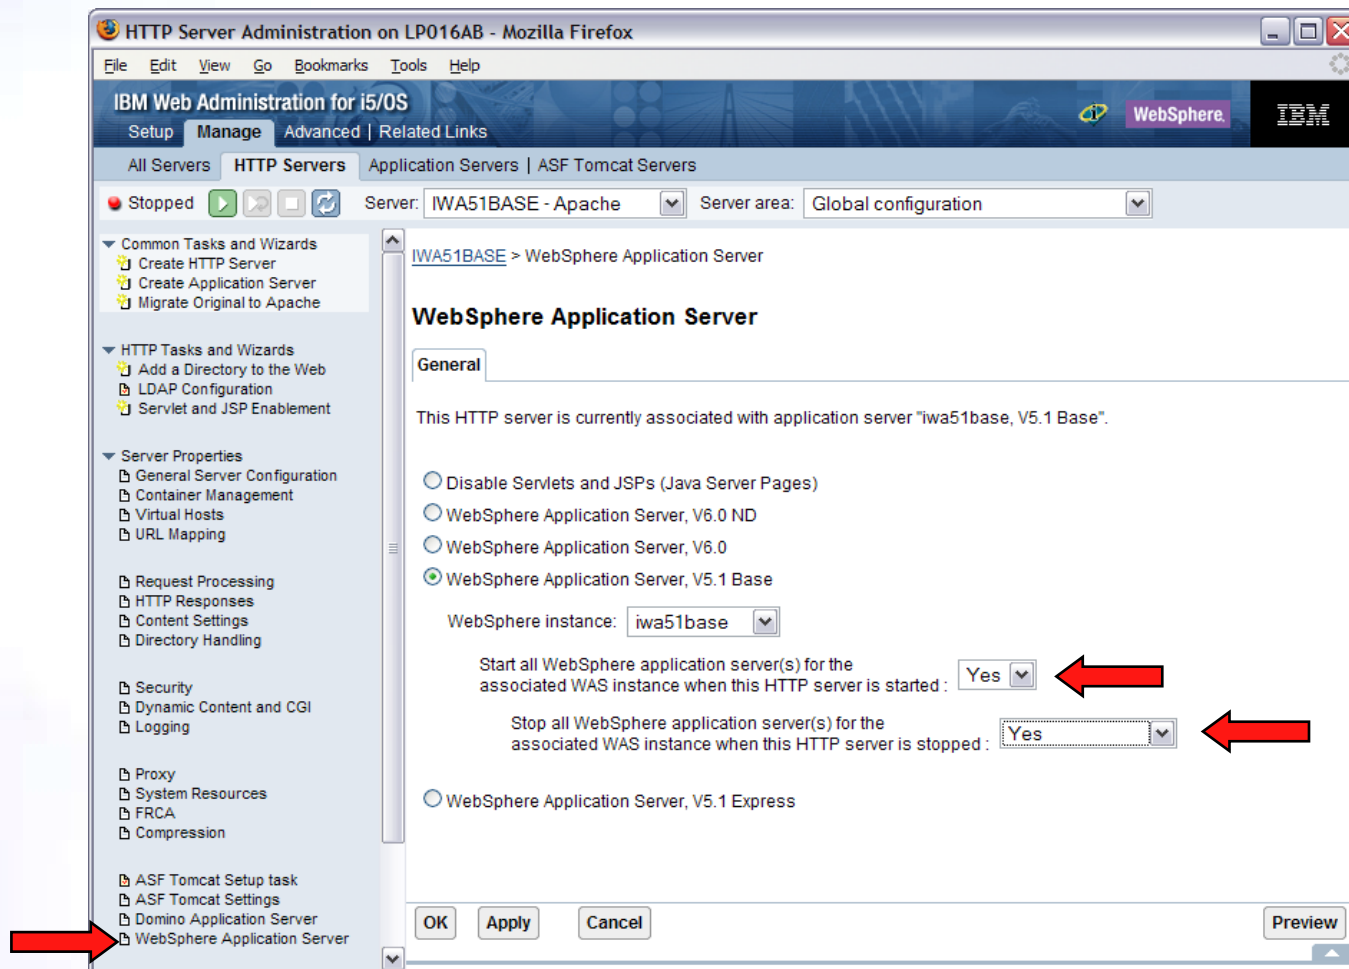 HTTP Server Administration on LP016AB - Mozilla Firefox
File Edit View Go Bookmarks Tools Help
IBM Web Administration for i5/OS
WebSphere.
IBM
Setup Manage Advanced | Related Links
All Servers HTTP Servers Application Servers | ASF Tomcat Servers
Stopped Server: IWA51BASE - Apache Server area: Global configuration
Common Tasks and Wizards
Create HTTP Server
Create Application Server
Migrate Original to Apache
HTTP Tasks and Wizards
Add a Directory to the Web
LDAP Configuration
Servlet and JSP Enablement
Server Properties
General Server Configuration
Container Management
Virtual Hosts
URL Mapping
Request Processing
HTTP Responses
Content Settings
Directory Handling
Security
Dynamic Content and CGI
Logging
Proxy
System Resources
FRCA
Compression
ASF Tomcat Setup task
ASF Tomcat Settings
Domino Application Server
WebSphere Application Server
IWA51BASE > WebSphere Application Server
WebSphere Application Server
General
This HTTP server is currently associated with application server "iwa51base, V5.1 Base".
Disable Servlets and JSPs (Java Server Pages)
WebSphere Application Server, V6.0 ND
WebSphere Application Server, V6.0
WebSphere Application Server, V5.1 Base
WebSphere instance: iwa51base
Start all WebSphere application server(s) for the
associated WAS instance when this HTTP server is started : Yes
Stop all WebSphere application server(s) for the
associated WAS instance when this HTTP server is stopped : Yes
WebSphere Application Server, V5.1 Express
OK Apply Cancel Preview